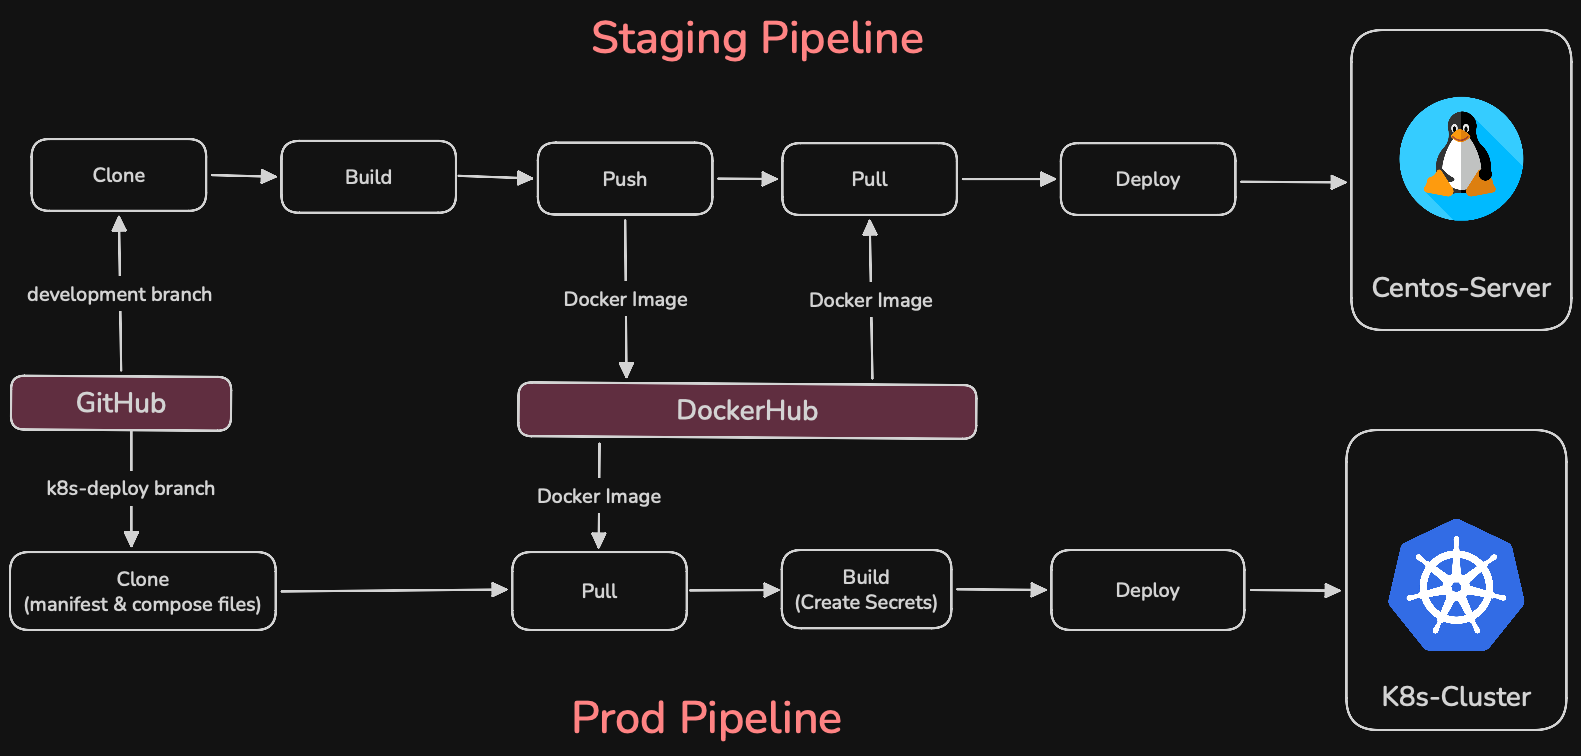 Staging Pipeline
Clone
Build
Push
Pull
Deploy
Centos-Server
development branch
Docker Image
Docker Image
GitHub
DockerHub
k8s-deploy branch
Docker Image
Clone
(manifest & compose files)
Pull
Build
(Create Secrets)
Deploy
K8s-Cluster
Prod Pipeline